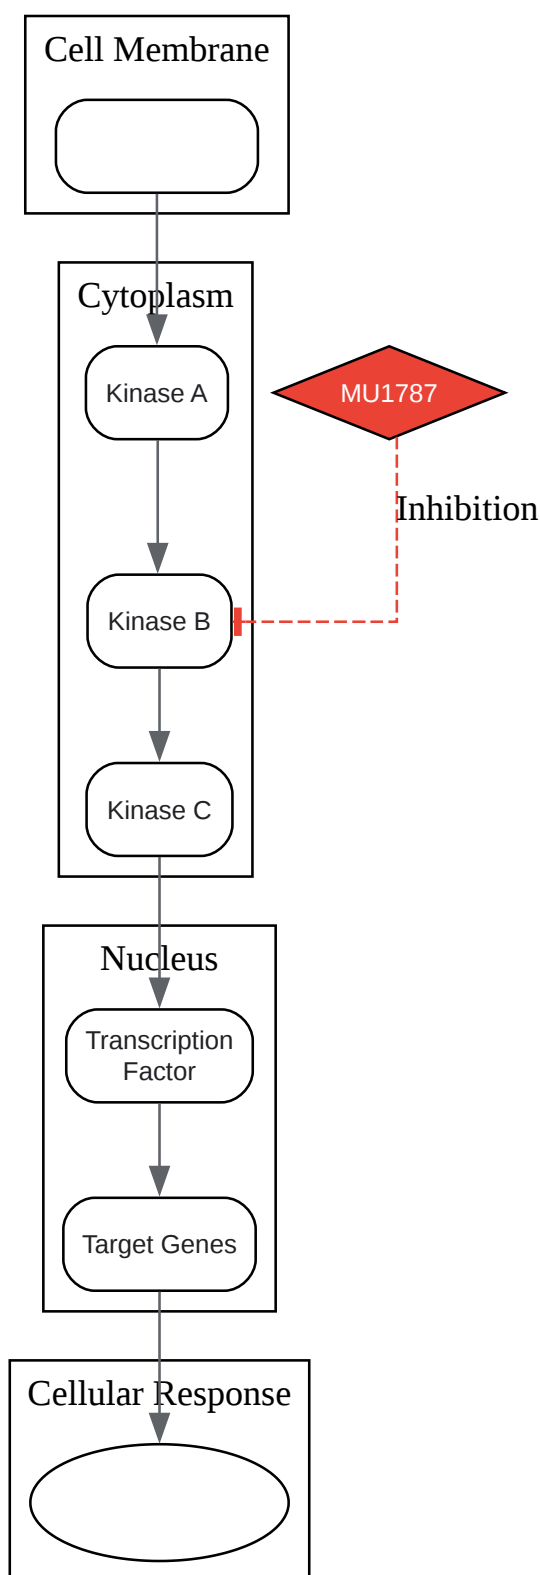 Cell Membrane
Cytoplasm
Kinase A
MU1787
Inhibition
Kinase B
Kinase C
Nucleus
Transcription
Factor
Target Genes
Cellular Response